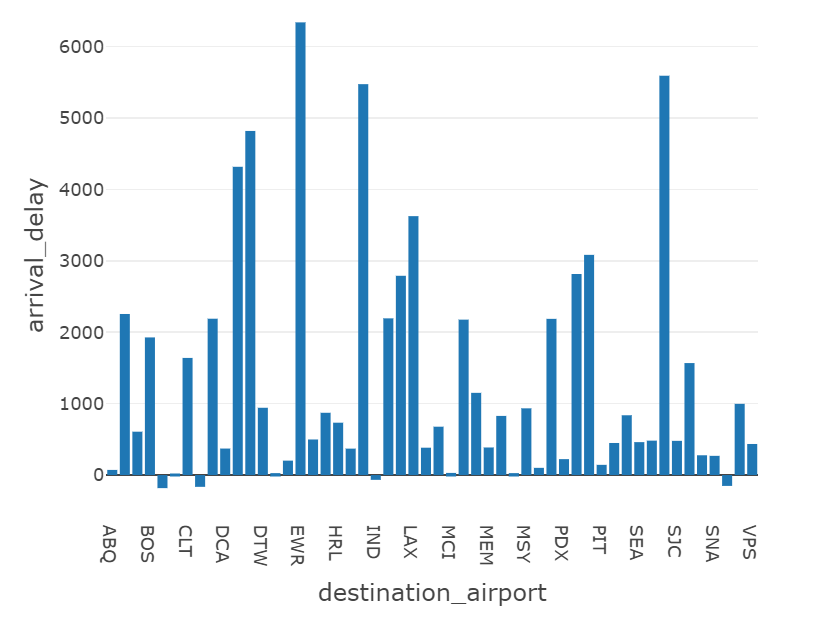 6000
5000
4000
3000
2000
1000
0
arrival_delay
ABQ
BOS
CLT
DCA
DTW
EWR
HRL
IND
LAX
MCI
MEM
MSY
PDX
PIT
SEA
SJC
SNA
VPS
destination_airport